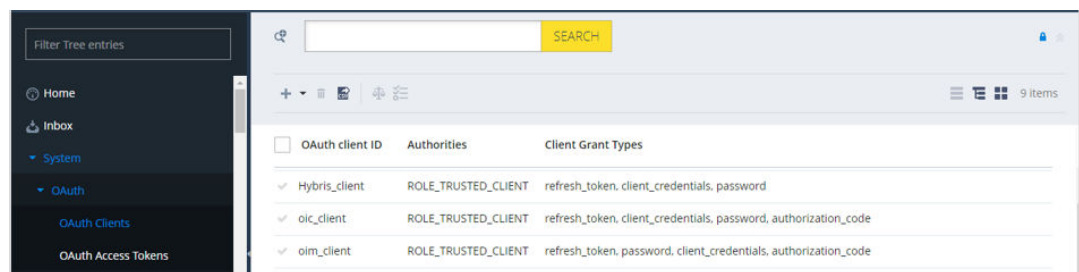 Filter Tree entries
SEARCH
Home
9 items
Inbox
OAuth client ID Authorities Client Grant Types
System
Hybris_client ROLE_TRUSTED_CLIENT refresh_token, client_credentials, password
OAuth
oic_client ROLE_TRUSTED_CLIENT refresh_token, client_credentials, password, authorization_code
OAuth Clients
oim_client ROLE_TRUSTED_CLIENT refresh_token, password, client_credentials, authorization_code
OAuth Access Tokens